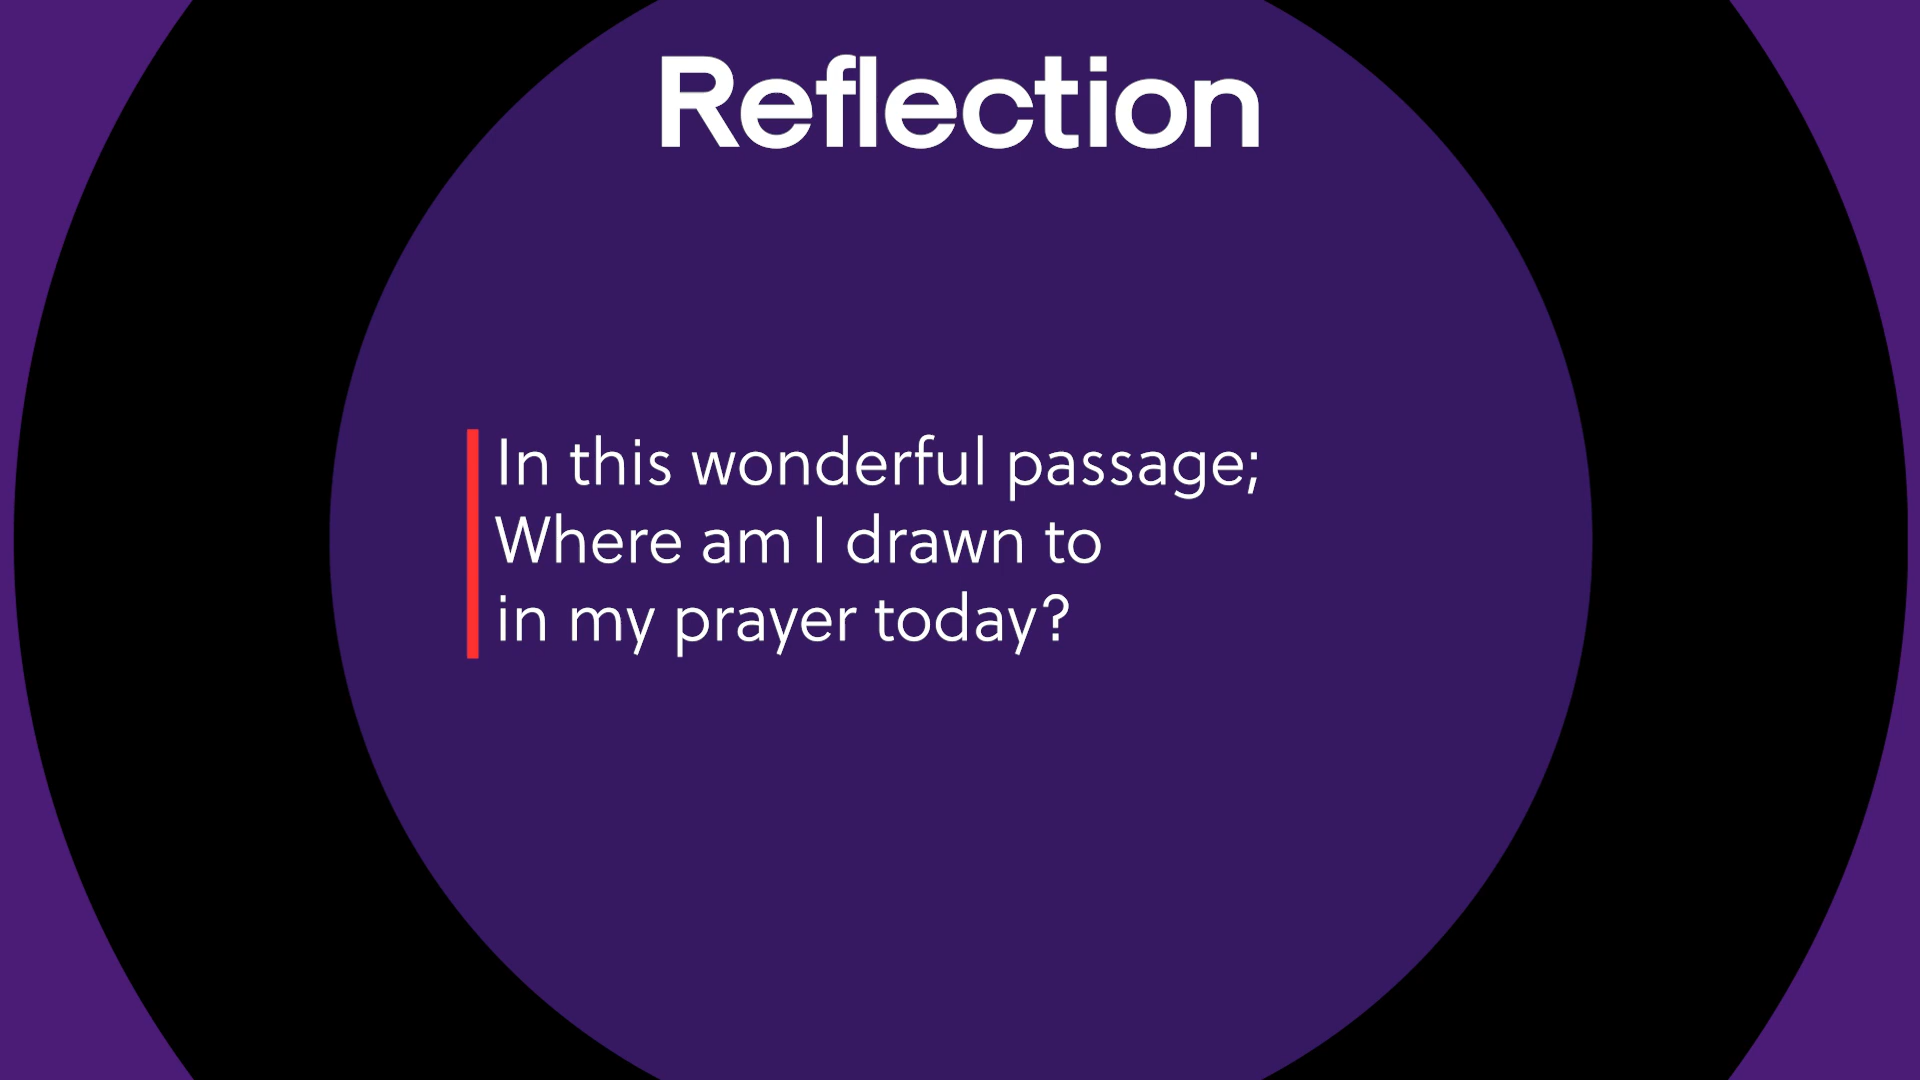 Reflection
In this wonderful passage;
Where am I drawn to
in my prayer today?